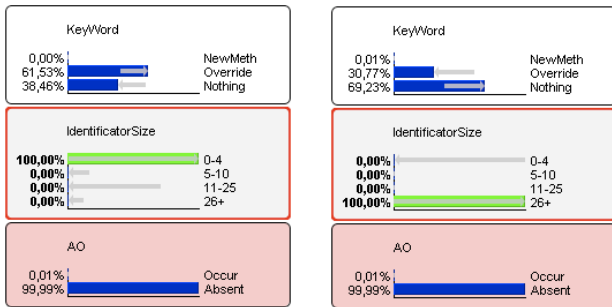 KeyWord
0,00% NewMeth
61,53% Override
38,46% Nothing
IdentificatorSize
100,00% 0-4
0,00% 5-10
0,00% 11-25
0,00% 26+
AO
0,01% Occur
99,99% Absent
KeyWord
0,01% NewMeth
30,77% Override
69,23% Nothing
IdentificatorSize
0,00% 0-4
0,00% 5-10
0,00% 11-25
100,00% 26+
AO
0,01% Occur
99,99% Absent